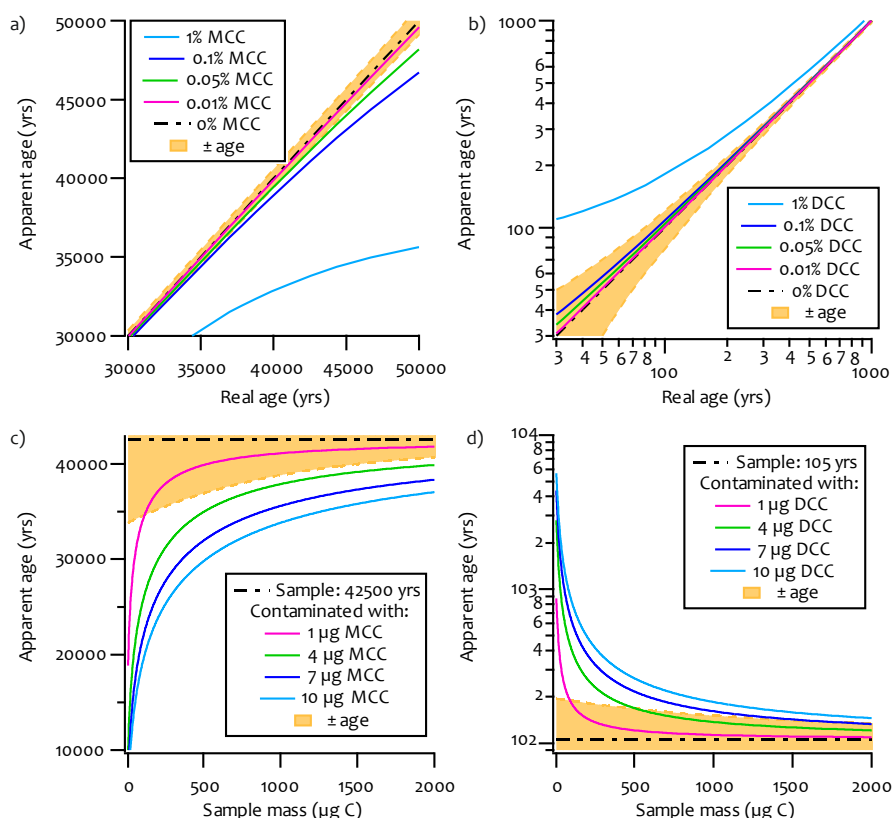 a)
50000
45000
40000
35000
30000
Apparent age (yrs)
1% MCC
0.1% MCC
0.05% MCC
0.01% MCC
0% MCC
± age
30000 35000 40000 45000 50000
Real age (yrs)
b)
1000
8
6
5
4
3
2
100
8
6
5
4
3
Apparent age (yrs)
1% DCC
0.1% DCC
0.05% DCC
0.01% DCC
0% DCC
± age
3 4 5 6 7 8 100 2 3 4 5 6 7 8 1000
Real age (yrs)
c)
40000
30000
20000
10000
Apparent age (yrs)
Sample: 42500 yrs
Contaminated with:
1 µg MCC
4 µg MCC
7 µg MCC
10 µg MCC
± age
0 500 1000 1500 2000
Sample mass (µg C)
d)
104
8
6
4
2
103
8
6
4
2
102
Apparent age (yrs)
Sample: 105 yrs
Contaminated with:
1 µg DCC
4 µg DCC
7 µg DCC
10 µg DCC
± age
0 500 1000 1500 2000
Sample mass (µg C)